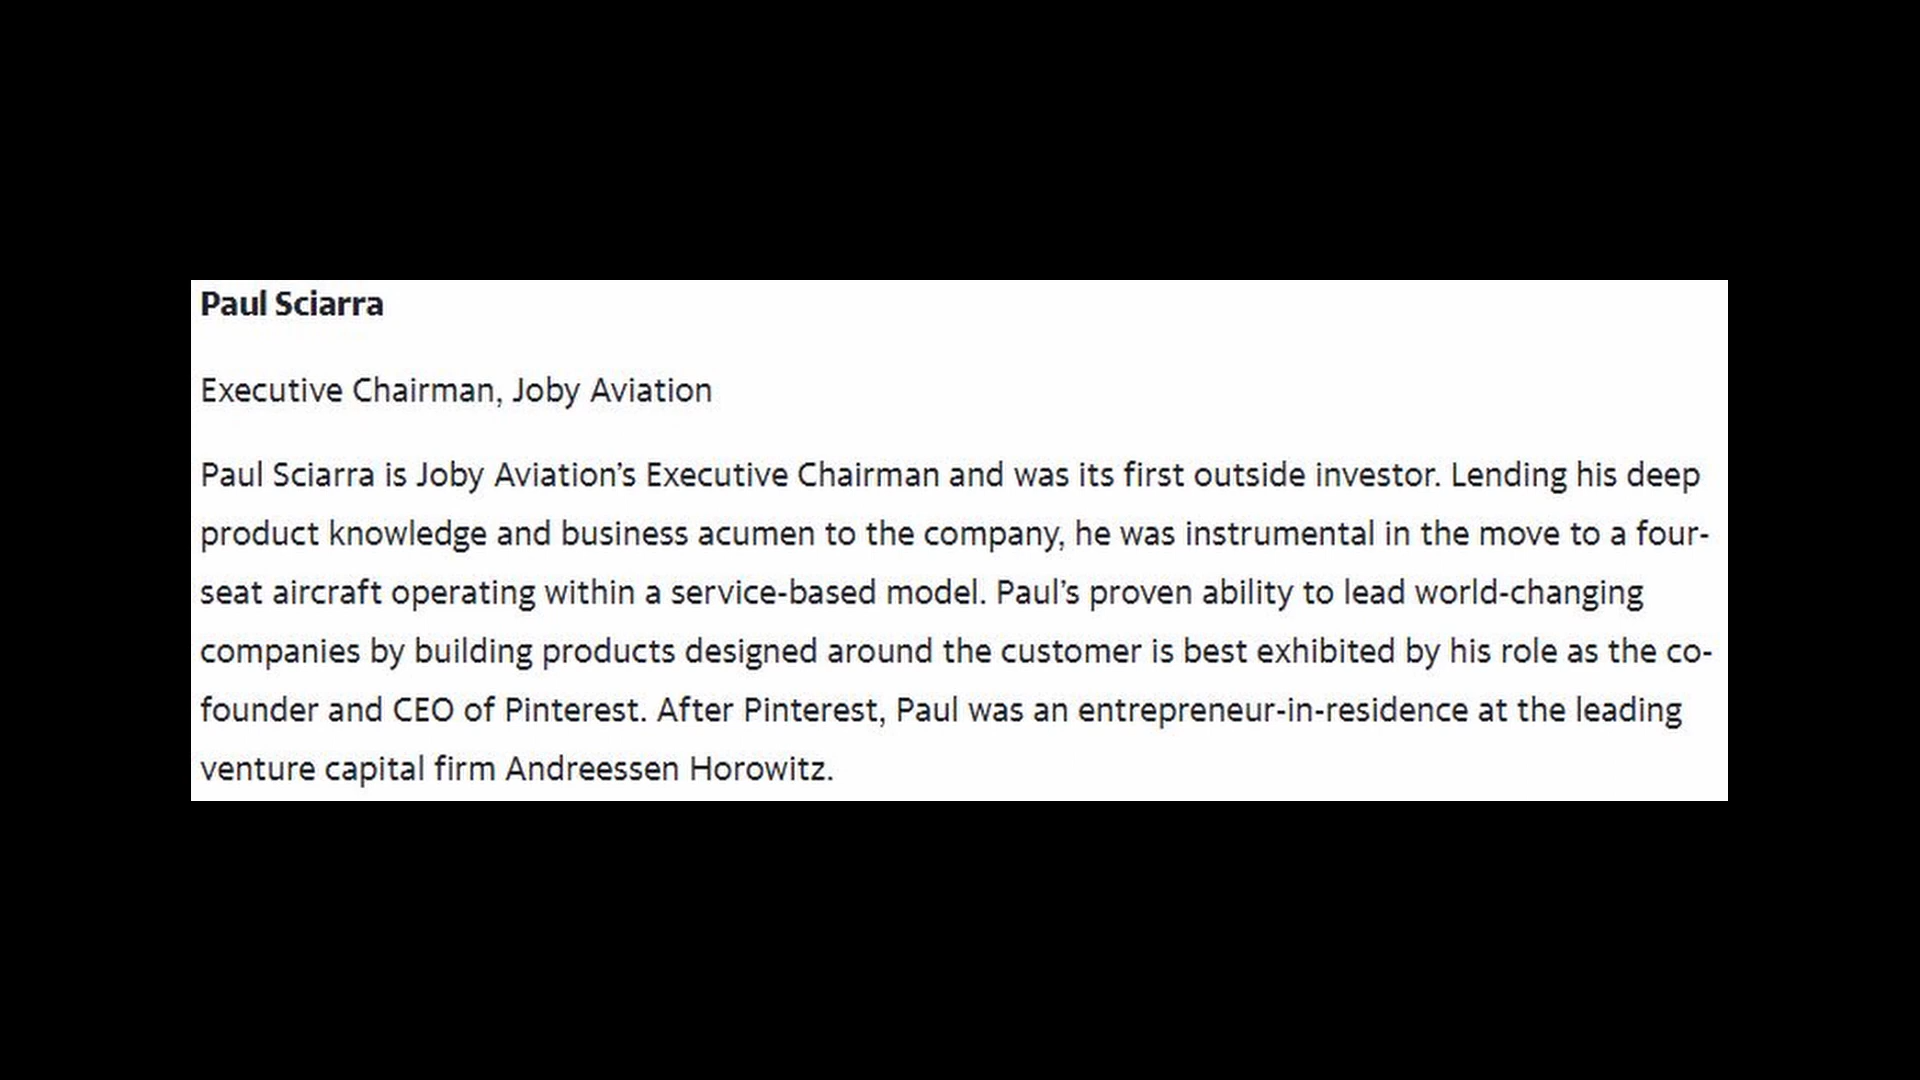 Paul Sciarra
Executive Chairman, Joby Aviation
Paul Sciarra is Joby Aviation’s Executive Chairman and was its first outside investor. Lending his deep
product knowledge and business acumen to the company, he was instrumental in the move to a four-
seat aircraft operating within a service-based model. Paul’s proven ability to lead world-changing
companies by building products designed around the customer is best exhibited by his role as the co-
founder and CEO of Pinterest. After Pinterest, Paul was an entrepreneur-in-residence at the leading
venture capital firm Andreessen Horowitz.